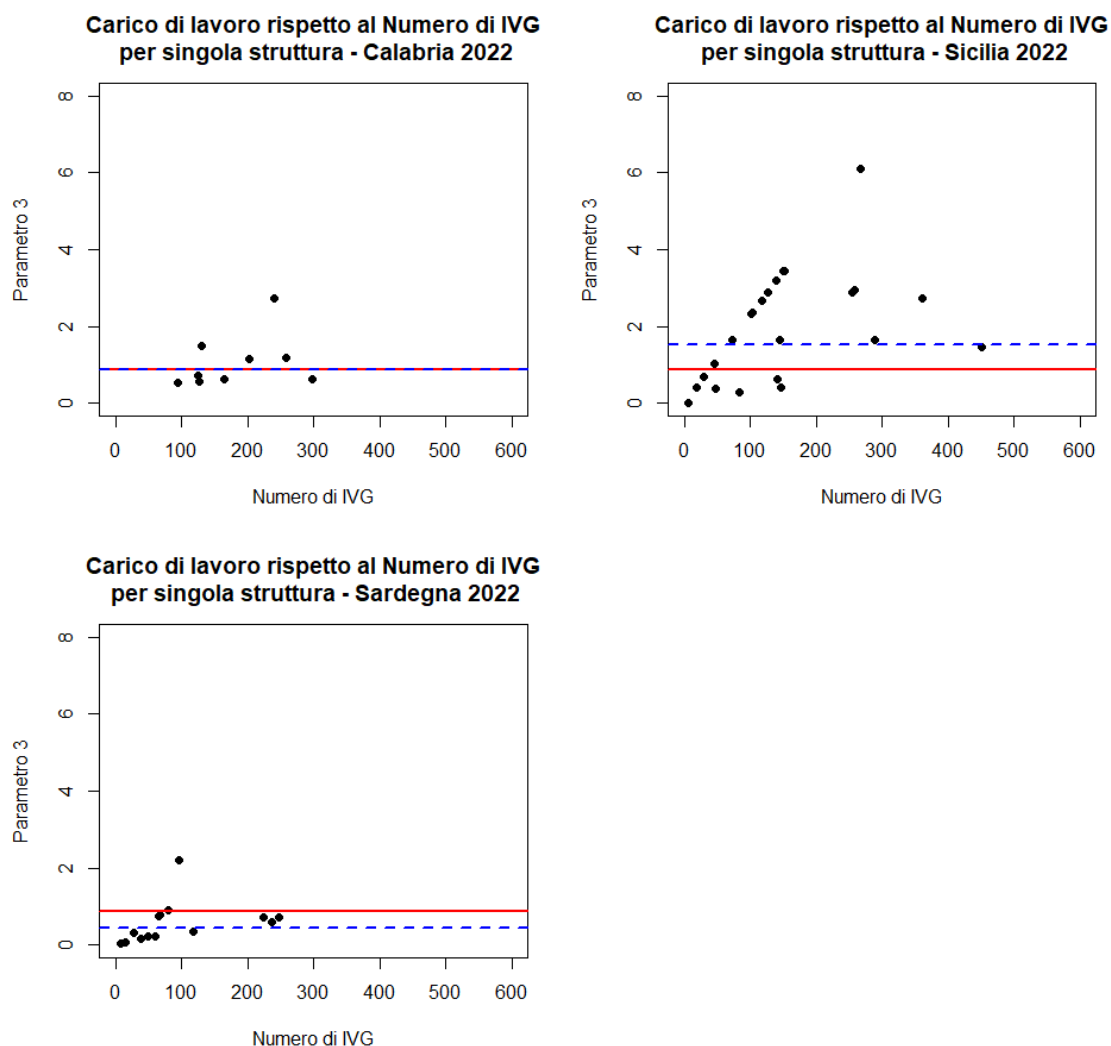 Carico di lavoro rispetto al Numero di IVG
per singola struttura - Calabria 2022
8
6
4
2
0
Parametro 3
0 100 200 300 400 500 600
Numero di IVG
Carico di lavoro rispetto al Numero di IVG
per singola struttura - Sicilia 2022
8
6
4
2
0
Parametro 3
0 100 200 300 400 500 600
Numero di IVG
Carico di lavoro rispetto al Numero di IVG
per singola struttura - Sardegna 2022
8
6
4
2
0
Parametro 3
0 100 200 300 400 500 600
Numero di IVG